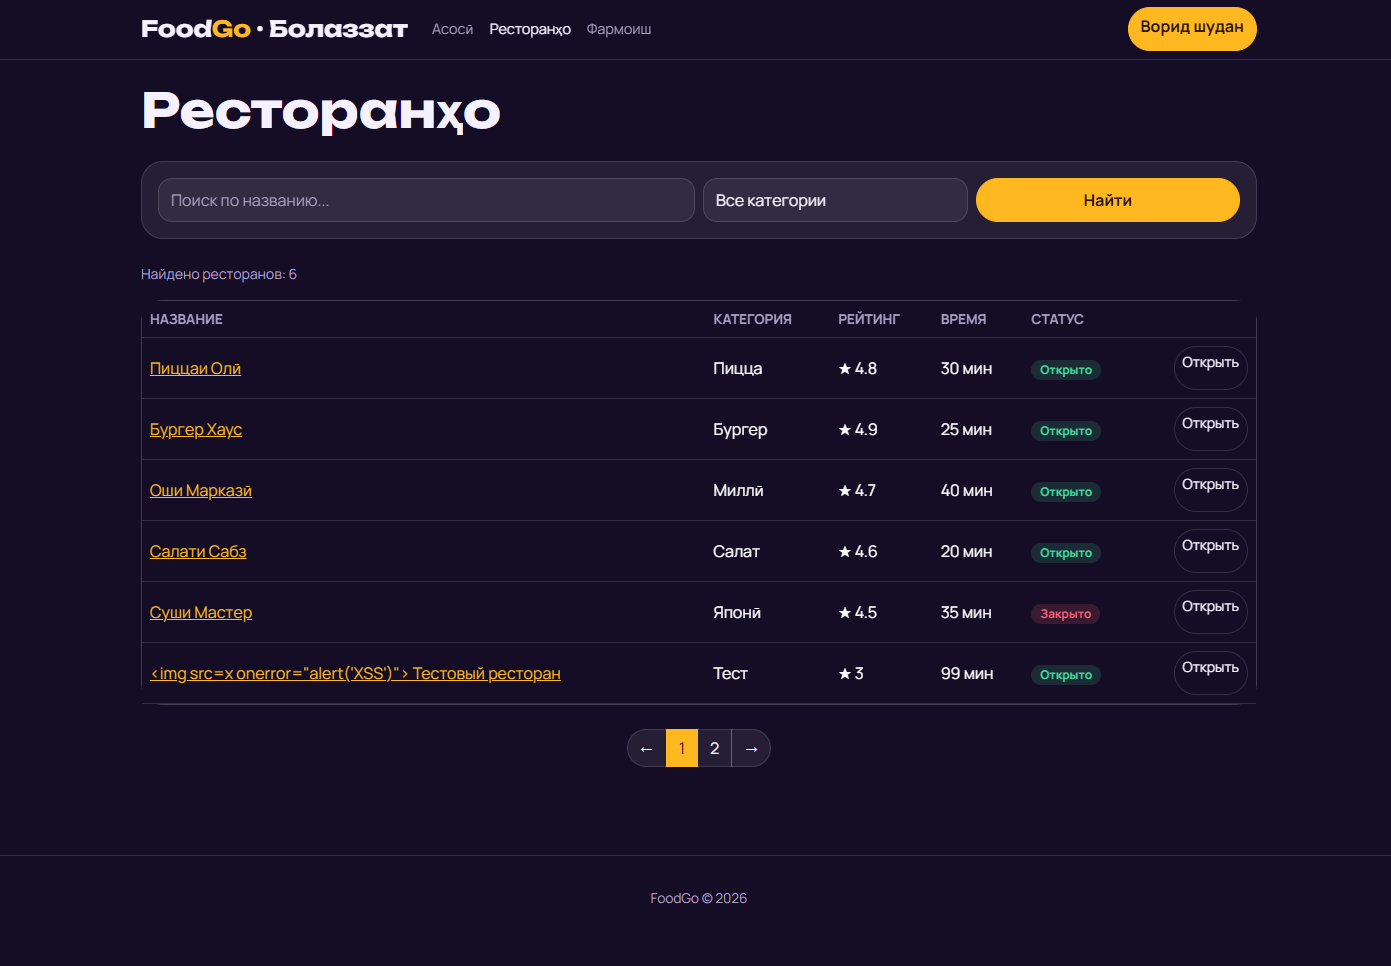 FoodGo · Болаззат Асосӣ Ресторанҳо Фармоиш Ворид шудан
Ресторанҳо
Поиск по названию... Все категории Найти
Найдено ресторанов: 6
НАЗВАНИЕ КАТЕГОРИЯ РЕЙТИНГ ВРЕМЯ СТАТУС
Пиццаи Олӣ Пицца ★ 4.8 30 мин Открыто Открыть
Бургер Хаус Бургер ★ 4.9 25 мин Открыто Открыть
Оши Марказӣ Миллӣ ★ 4.7 40 мин Открыто Открыть
Салати Сабз Салат ★ 4.6 20 мин Открыто Открыть
Суши Мастер Японӣ ★ 4.5 35 мин Закрыто Открыть
<img src=x onerror="alert('XSS')"> Тестовый ресторан Тест ★ 3 99 мин Открыто Открыть
← 1 2 →
FoodGo © 2026